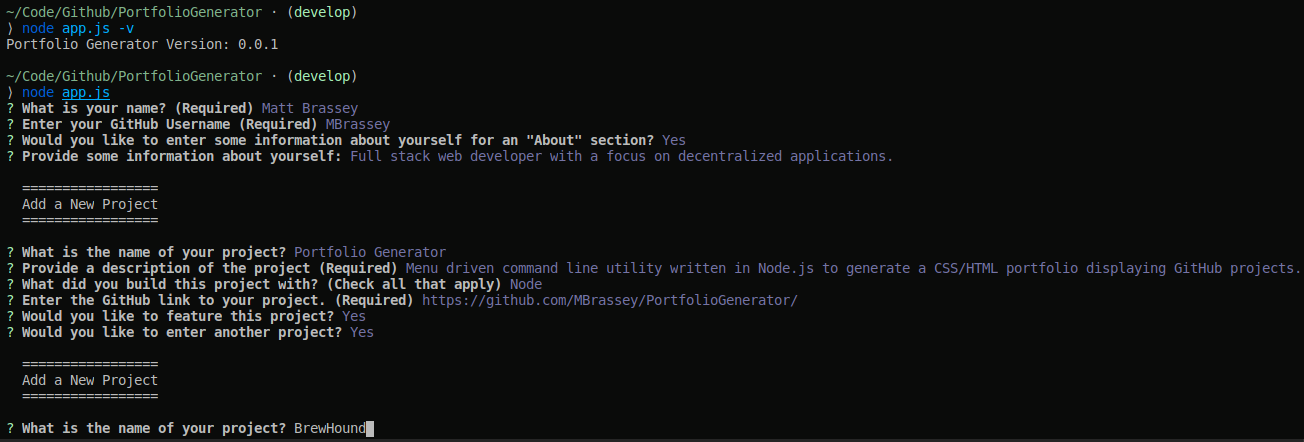 ~/Code/Github/PortfolioGenerator · (develop)
⟩ node app.js -v
Portfolio Generator Version: 0.0.1
~/Code/Github/PortfolioGenerator · (develop)
⟩ node app.js
? What is your name? (Required) Matt Brassey
? Enter your GitHub Username (Required) MBrassey
? Would you like to enter some information about yourself for an "About" section? Yes
? Provide some information about yourself: Full stack web developer with a focus on decentralized applications.
=================
Add a New Project
=================
? What is the name of your project? Portfolio Generator
? Provide a description of the project (Required) Menu driven command line utility written in Node.js to generate a CSS/HTML portfolio displaying GitHub projects.
? What did you build this project with? (Check all that apply) Node
? Enter the GitHub link to your project. (Required) https://github.com/MBrassey/PortfolioGenerator/
? Would you like to feature this project? Yes
? Would you like to enter another project? Yes
=================
Add a New Project
=================
? What is the name of your project? BrewHound